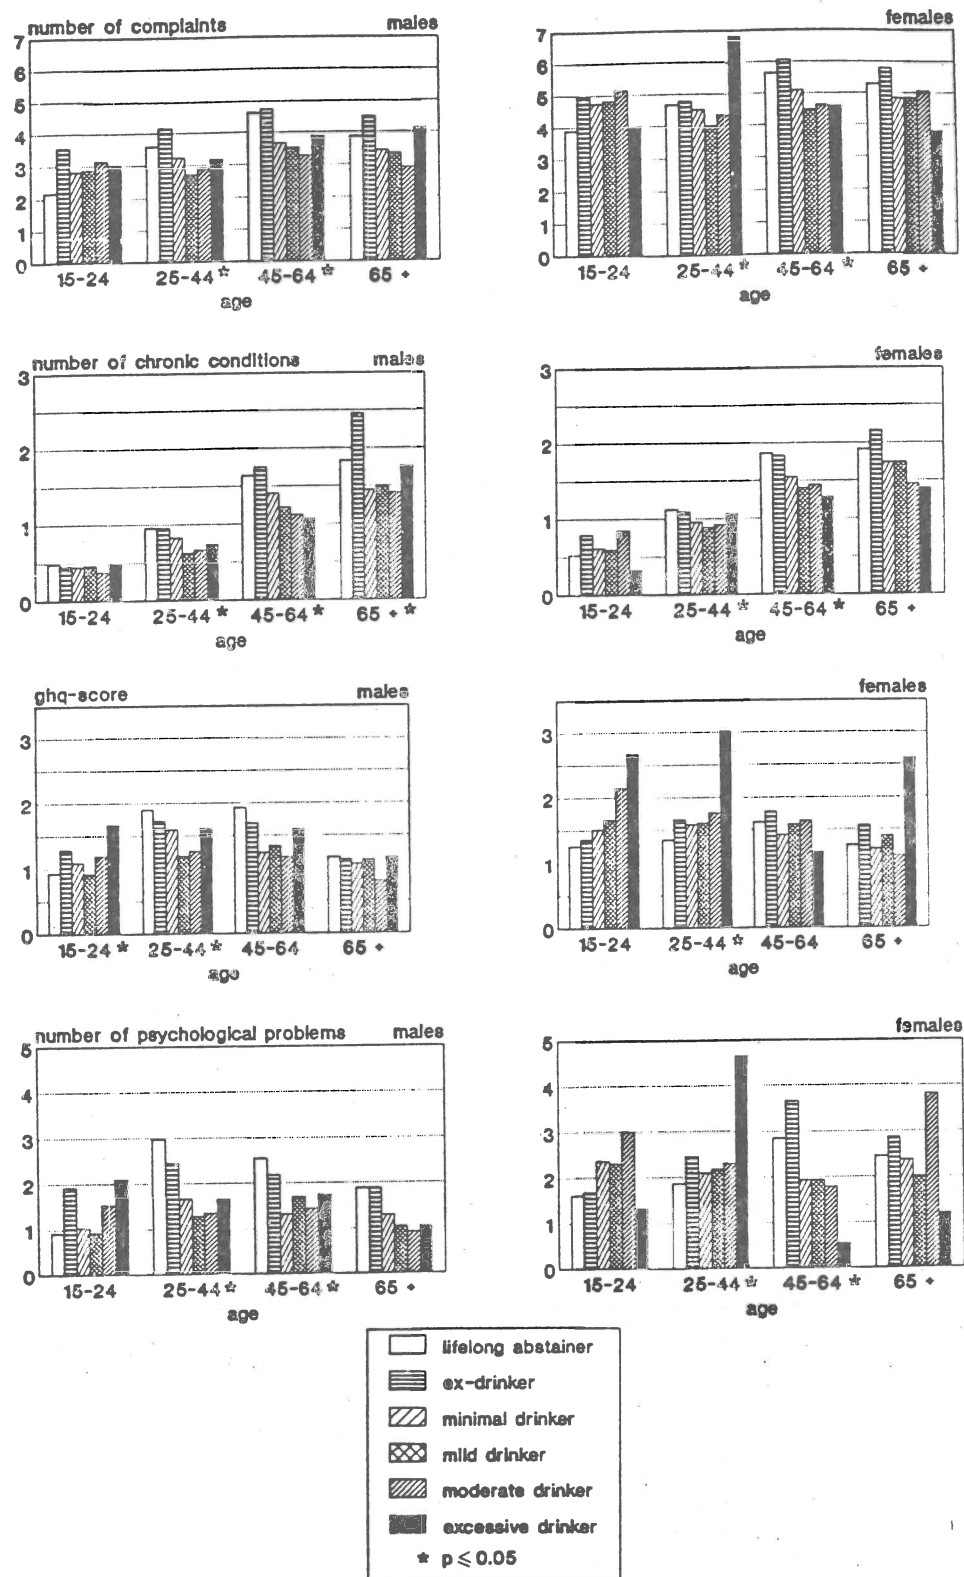 number of complaints males
7
6
5
4
3
2
1
0
15-24 25-44 * 45-64 * 65 +
age
females
7
6
5
4
3
2
1
0
15-24 25-44 * 45-64 * 65 +
age
number of chronic conditions males
3
2
1
0
15-24 25-44 * 45-64 * 65 + *
age
females
3
2
1
0
15-24 25-44 * 45-64 * 65 +
age
ghq-score males
3
2
1
0
15-24 * 25-44 * 45-64 65 +
age
females
3
2
1
0
15-24 25-44 * 45-64 65 +
age
number of psychological problems males
5
4
3
2
1
0
15-24 25-44 * 45-64 * 65 +
age
females
5
4
3
2
1
0
15-24 25-44 * 45-64 * 65 +
age
lifelong abstainer
ex-drinker
minimal drinker
mild drinker
moderate drinker
excessive drinker
* p ⩽ 0.05